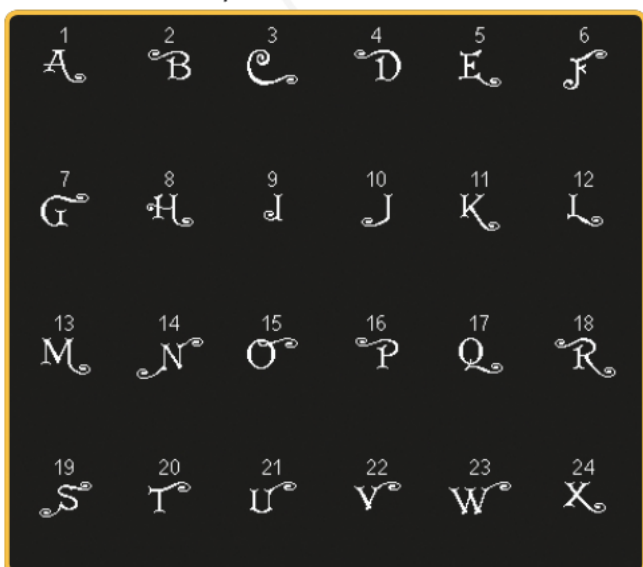 1 2 3 4 5 6
A B C D E F
7 8 9 10 11 12
G H I J K L
13 14 15 16 17 18
M N O P Q R
19 20 21 22 23 24
S T U V W X